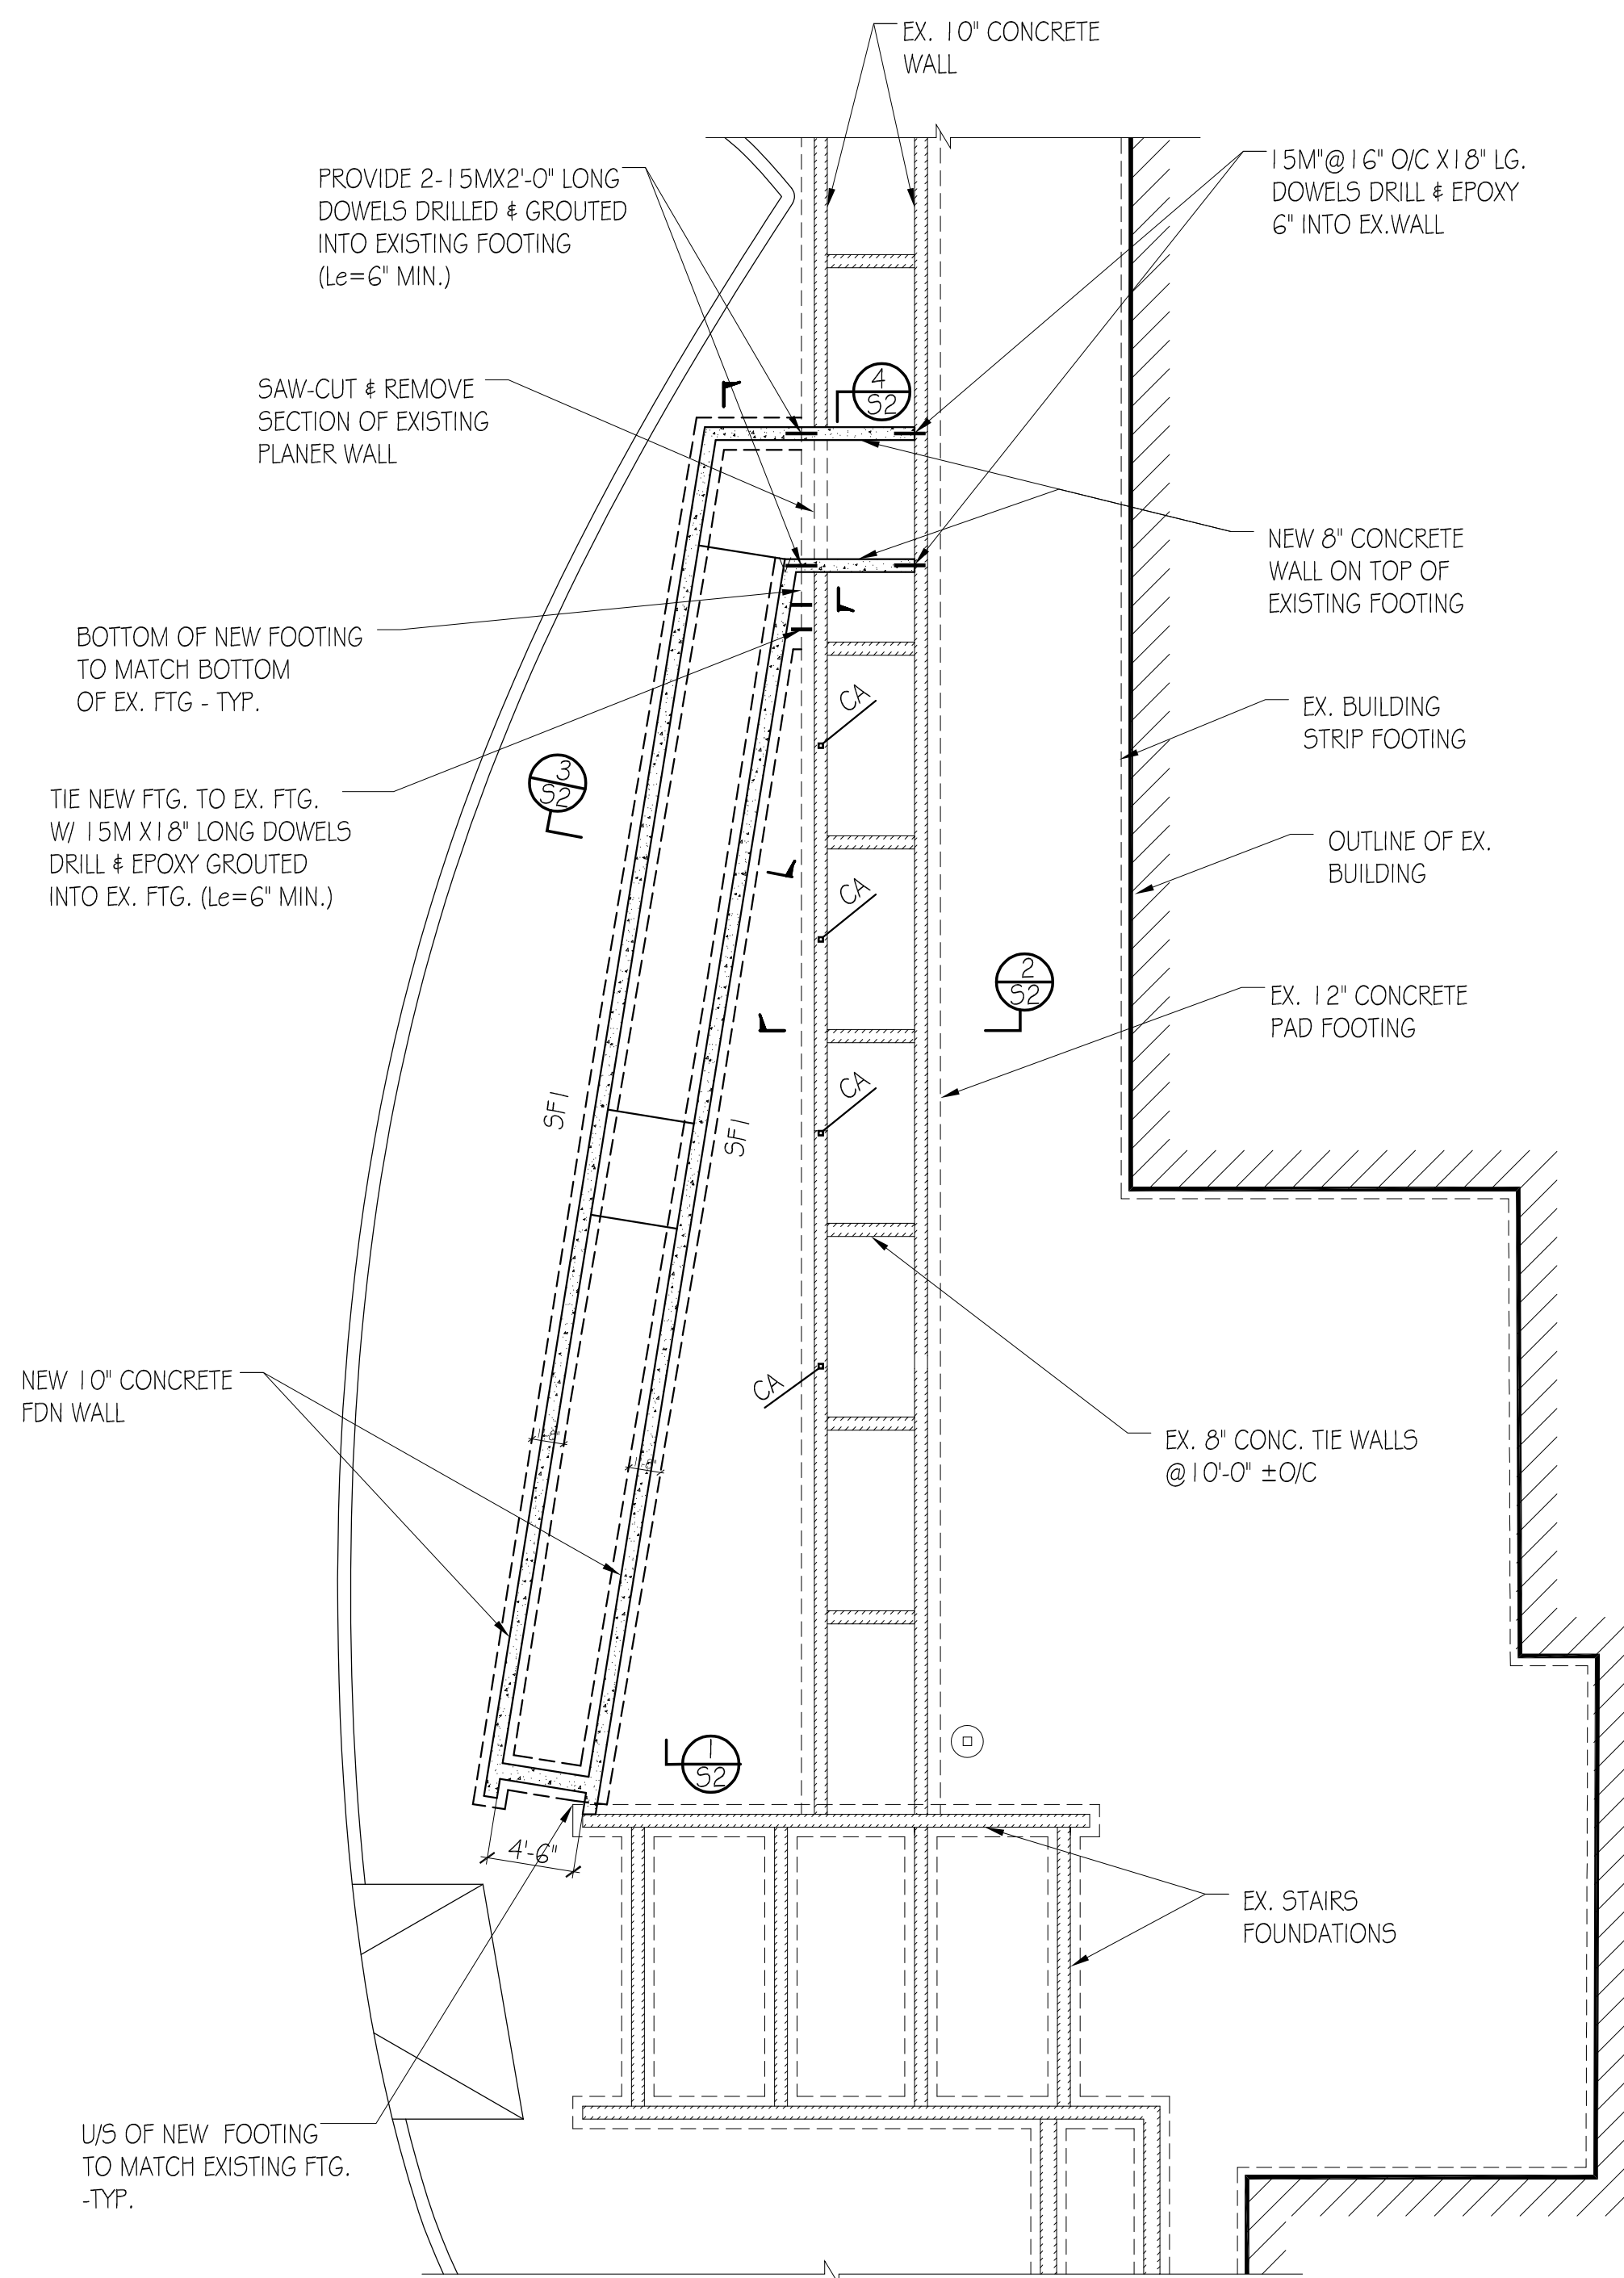 EX. 10" CONCRETE
WALL
PROVIDE 2-15MX2'-0" LONG
DOWELS DRILLED & GROUTED
INTO EXISTING FOOTING
(Le=6" MIN.)
15M"@16" O/C X18" LG.
DOWELS DRILL & EPOXY
6" INTO EX.WALL
SAW-CUT & REMOVE
SECTION OF EXISTING
PLANER WALL
4
S2
NEW 8" CONCRETE
WALL ON TOP OF
EXISTING FOOTING
BOTTOM OF NEW FOOTING
TO MATCH BOTTOM
OF EX. FTG - TYP.
CA
EX. BUILDING
STRIP FOOTING
3
S2
TIE NEW FTG. TO EX. FTG.
W/ 15M X18" LONG DOWELS
DRILL & EPOXY GROUTED
INTO EX. FTG. (Le=6" MIN.)
OUTLINE OF EX.
BUILDING
CA
2
S2
EX. 12" CONCRETE
PAD FOOTING
CA
SF1
SF1
NEW 10" CONCRETE
FDN WALL
CA
1'-8"
1'-8"
EX. 8" CONC. TIE WALLS
@10'-0" ±O/C
1
S2
4'-6"
EX. STAIRS
FOUNDATIONS
U/S OF NEW FOOTING
TO MATCH EXISTING FTG.
-TYP.